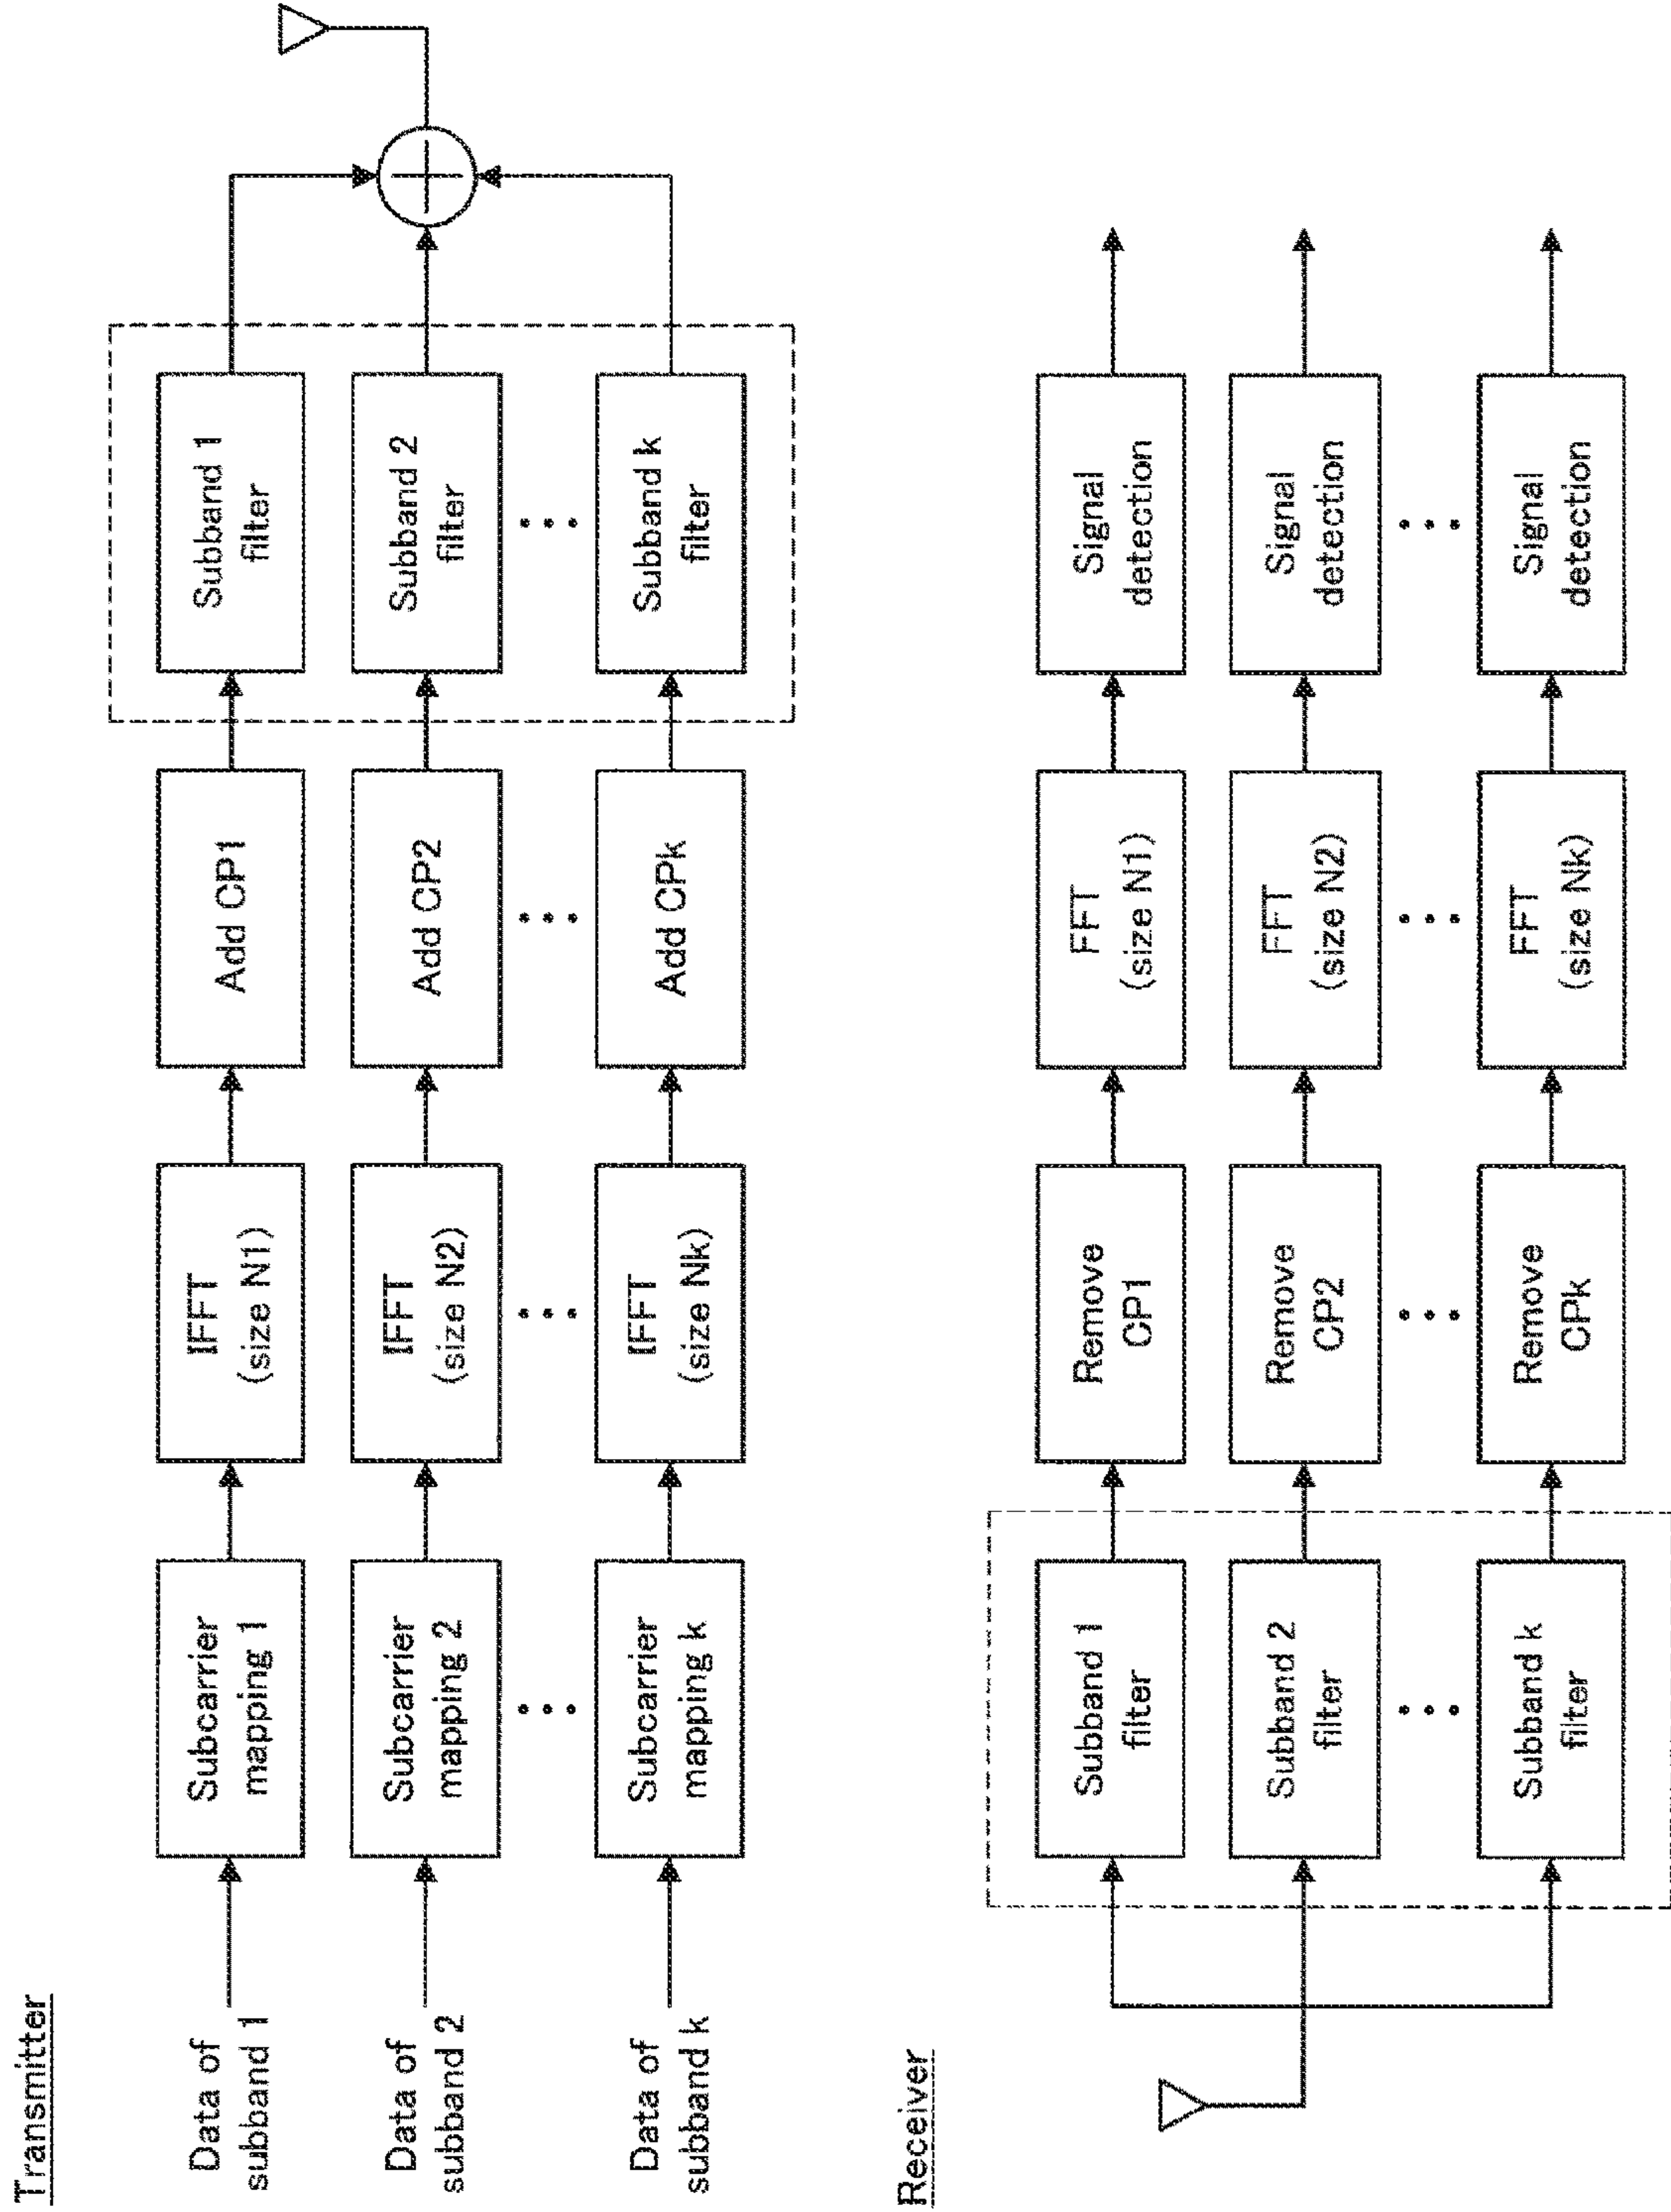 Transmitter
Data of
subband 1
Subcarrier
mapping 1
IFFT
(size N1)
Add CP1
Subband 1
filter
Data of
subband 2
Subcarrier
mapping 2
IFFT
(size N2)
Add CP2
Subband 2
filter
Data of
subband k
Subcarrier
mapping k
IFFT
(size Nk)
Add CPk
Subband k
filter
Receiver
Subband 1
filter
Remove
CP1
FFT
(size N1)
Signal
detection
Subband 2
filter
Remove
CP2
FFT
(size N2)
Signal
detection
Subband k
filter
Remove
CPk
FFT
(size Nk)
Signal
detection